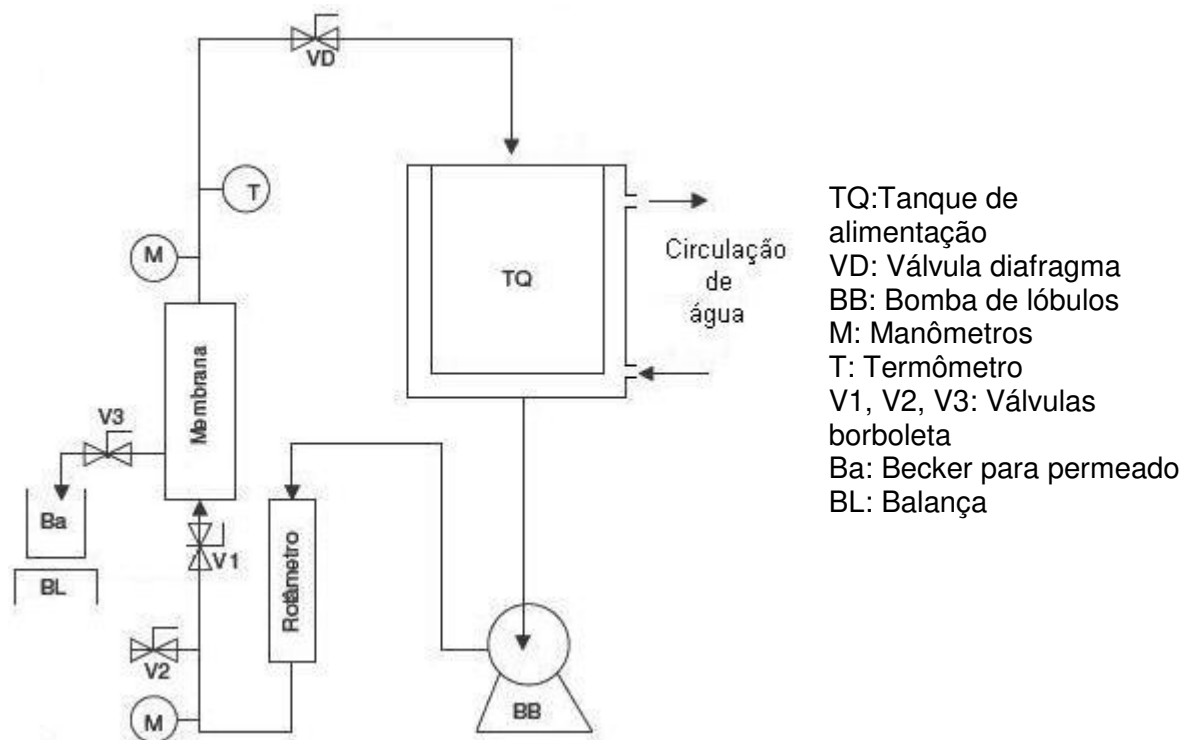 VD
T
M
TQ
Circulação
de
água
Membrana
V3
Ba
BL
V1
Rotâmetro
V2
M
BB
TQ:Tanque de
alimentação
VD: Válvula diafragma
BB: Bomba de lóbulos
M: Manômetros
T: Termômetro
V1, V2, V3: Válvulas
borboleta
Ba: Becker para permeado
BL: Balança